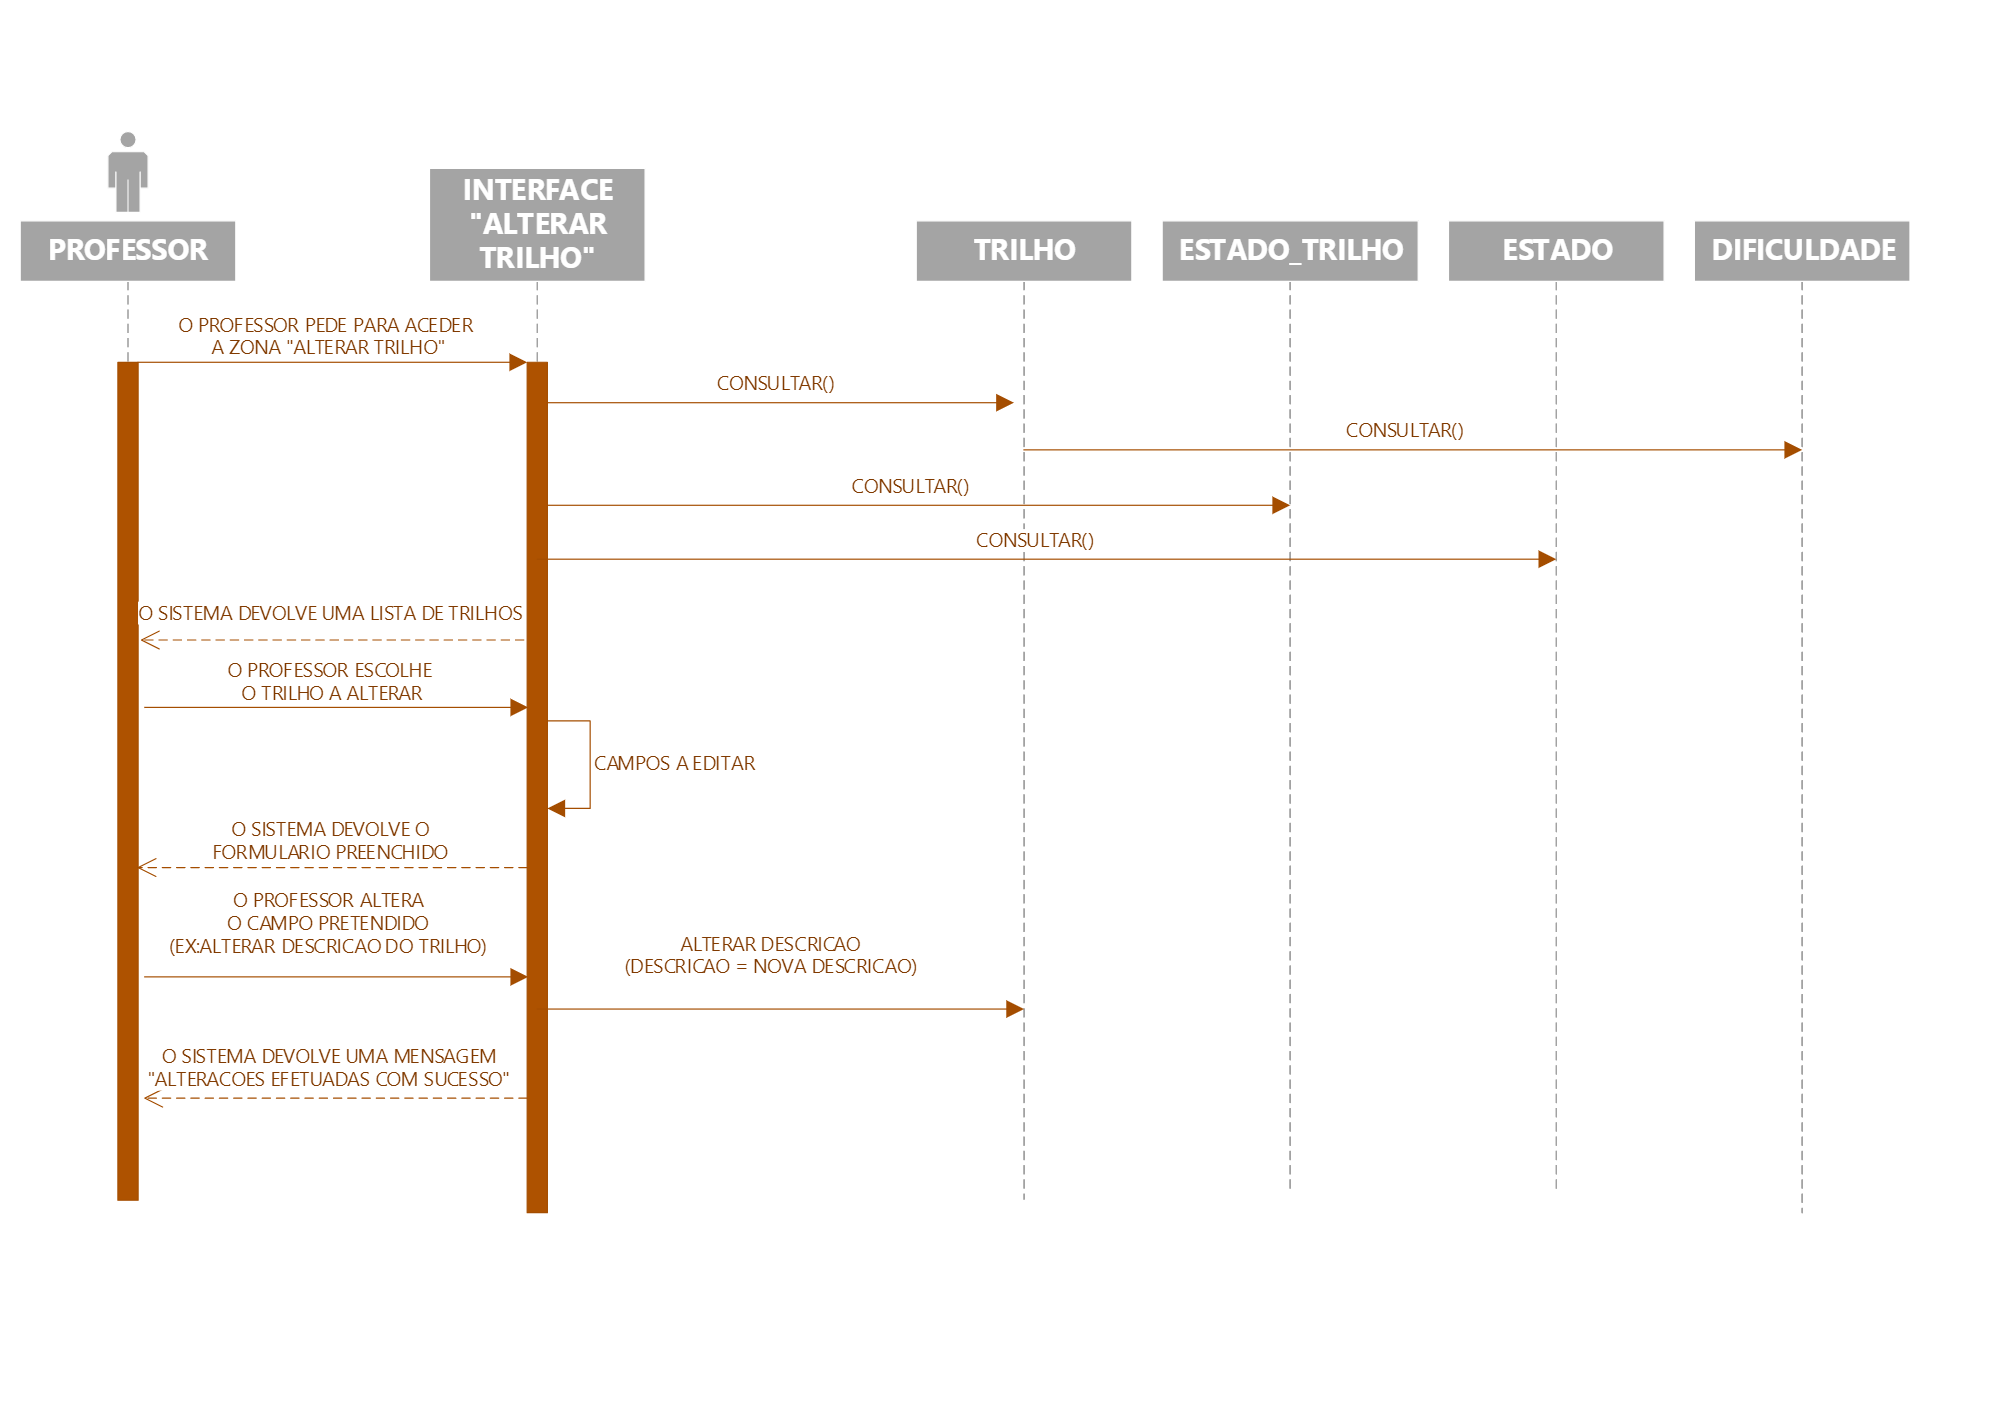 PROFESSOR
INTERFACE
"ALTERAR
TRILHO"
TRILHO
ESTADO_TRILHO
ESTADO
DIFICULDADE
O PROFESSOR PEDE PARA ACEDER
A ZONA "ALTERAR TRILHO"
CONSULTAR()
CONSULTAR()
CONSULTAR()
CONSULTAR()
O SISTEMA DEVOLVE UMA LISTA DE TRILHOS
O PROFESSOR ESCOLHE
O TRILHO A ALTERAR
CAMPOS A EDITAR
O SISTEMA DEVOLVE O
FORMULARIO PREENCHIDO
O PROFESSOR ALTERA
O CAMPO PRETENDIDO
(EX:ALTERAR DESCRICAO DO TRILHO)
ALTERAR DESCRICAO
(DESCRICAO = NOVA DESCRICAO)
O SISTEMA DEVOLVE UMA MENSAGEM
"ALTERACOES EFETUADAS COM SUCESSO"